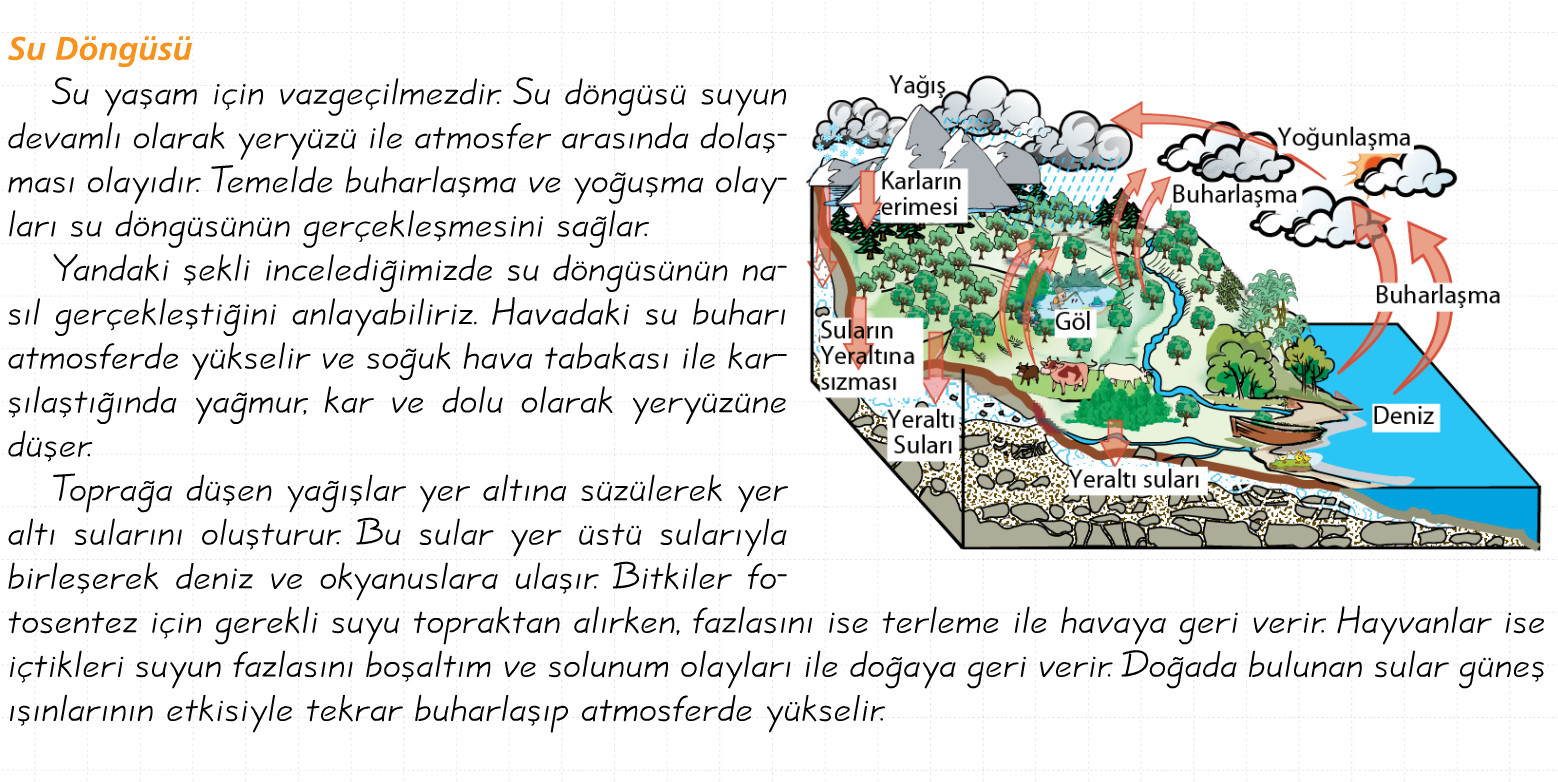 Su Döngüsü
Su yaşam için vazgeçilmezdir. Su döngüsü suyun
devamlı olarak yeryüzü ile atmosfer arasında dolaş-
ması olayıdır. Temelde buharlaşma ve yoğuşma olay-
ları su döngüsünün gerçekleşmesini sağlar.
Yandaki şekli incelediğimizde su döngüsünün na-
sıl gerçekleştiğini anlayabiliriz. Havadaki su buharı
atmosferde yükselir ve soğuk hava tabakası ile kar-
şılaştığında yağmur, kar ve dolu olarak yeryüzüne
düşer.
Toprağa düşen yağışlar yer altına süzülerek yer
altı sularını oluşturur. Bu sular yer üstü sularıyla
birleşerek deniz ve okyanuslara ulaşır. Bitkiler fo-
tosentez için gerekli suyu topraktan alırken, fazlasını ise terleme ile havaya geri verir. Hayvanlar ise
içtikleri suyun fazlasını boşaltım ve solunum olayları ile doğaya geri verir. Doğada bulunan sular güneş
ışınlarının etkisiyle tekrar buharlaşıp atmosferde yükselir.
Yağış
Yoğunlaşma
Karların
erimesi
Buharlaşma
Buharlaşma
Göl
Suların
Yeraltına
sızması
Deniz
Yeraltı
Suları
Yeraltı suları